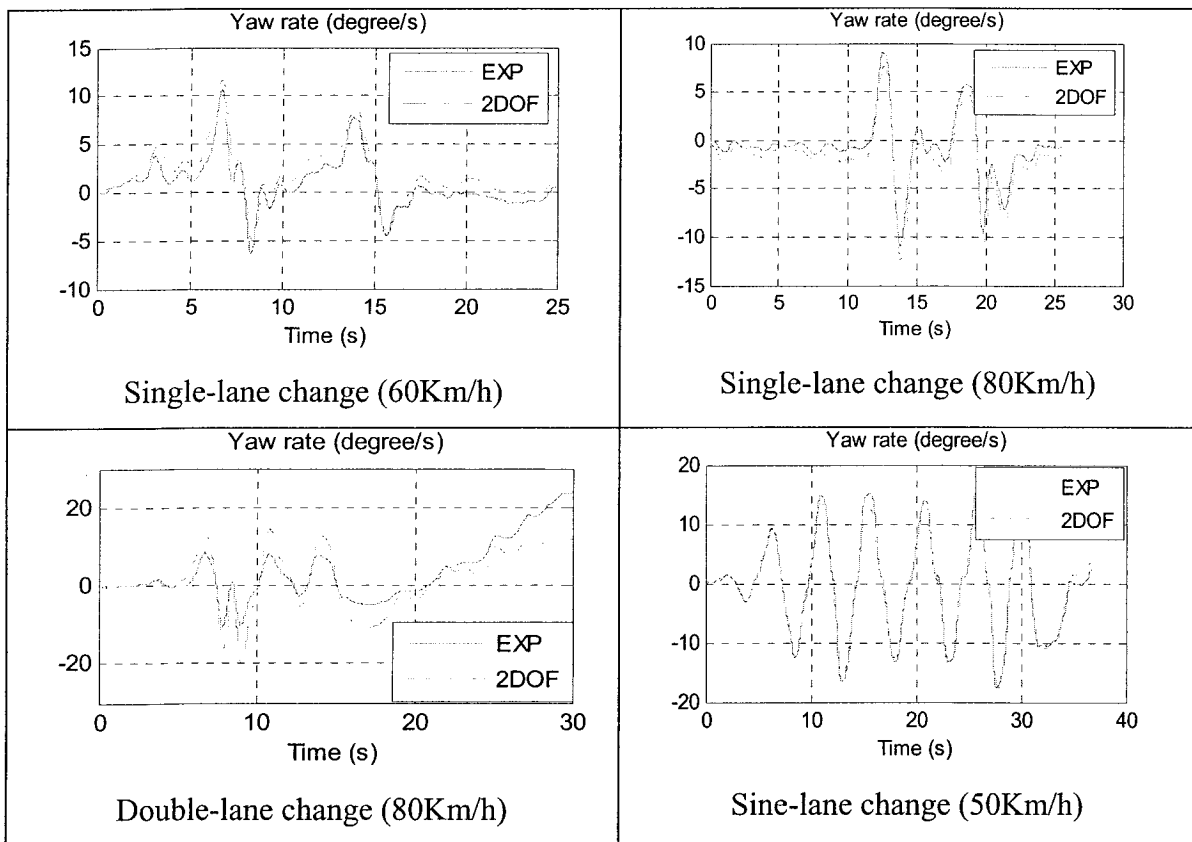 Yaw rate (degree/s)
15
10
5
0
-5
-10
0
5
10
15
20
25
EXP
2DOF
Time (s)
Single-lane change (60Km/h)
Yaw rate (degree/s)
10
5
0
-5
-10
-15
0
5
10
15
20
25
30
EXP
2DOF
Time (s)
Single-lane change (80Km/h)
Yaw rate (degree/s)
20
0
-20
0
10
20
30
EXP
2DOF
Time (s)
Double-lane change (80Km/h)
Yaw rate (degree/s)
20
10
0
-10
-20
0
10
20
30
40
EXP
2DOF
Time (s)
Sine-lane change (50Km/h)